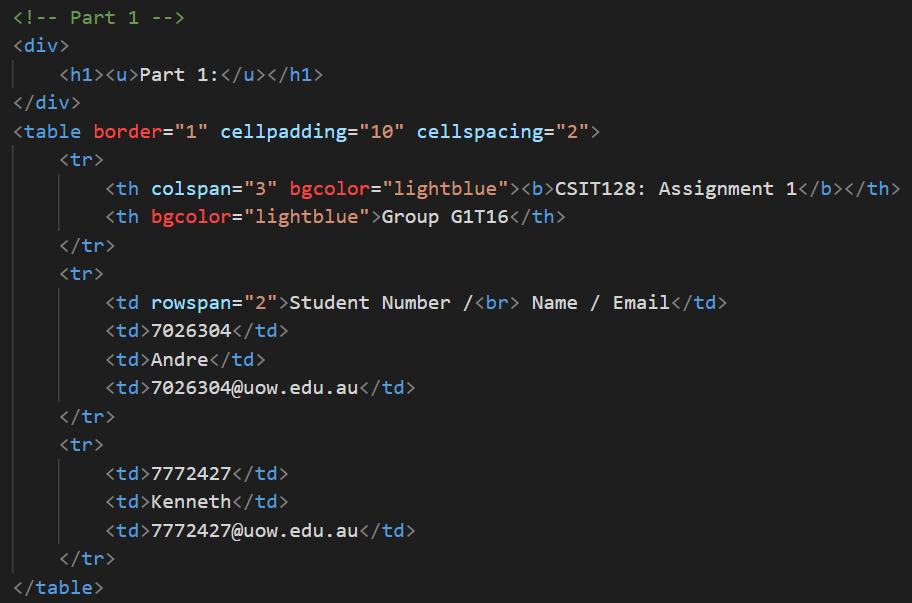 <!-- Part 1 -->
<div>
    <h1><u>Part 1:</u></h1>
</div>
<table border="1" cellpadding="10" cellspacing="2">
    <tr>
        <th colspan="3" bgcolor="lightblue"><b>CSIT128: Assignment 1</b></th>
        <th bgcolor="lightblue">Group G1T16</th>
    </tr>
    <tr>
        <td rowspan="2">Student Number /<br> Name / Email</td>
        <td>7026304</td>
        <td>Andre</td>
        <td>7026304@uow.edu.au</td>
    </tr>
    <tr>
        <td>7772427</td>
        <td>Kenneth</td>
        <td>7772427@uow.edu.au</td>
    </tr>
</table>